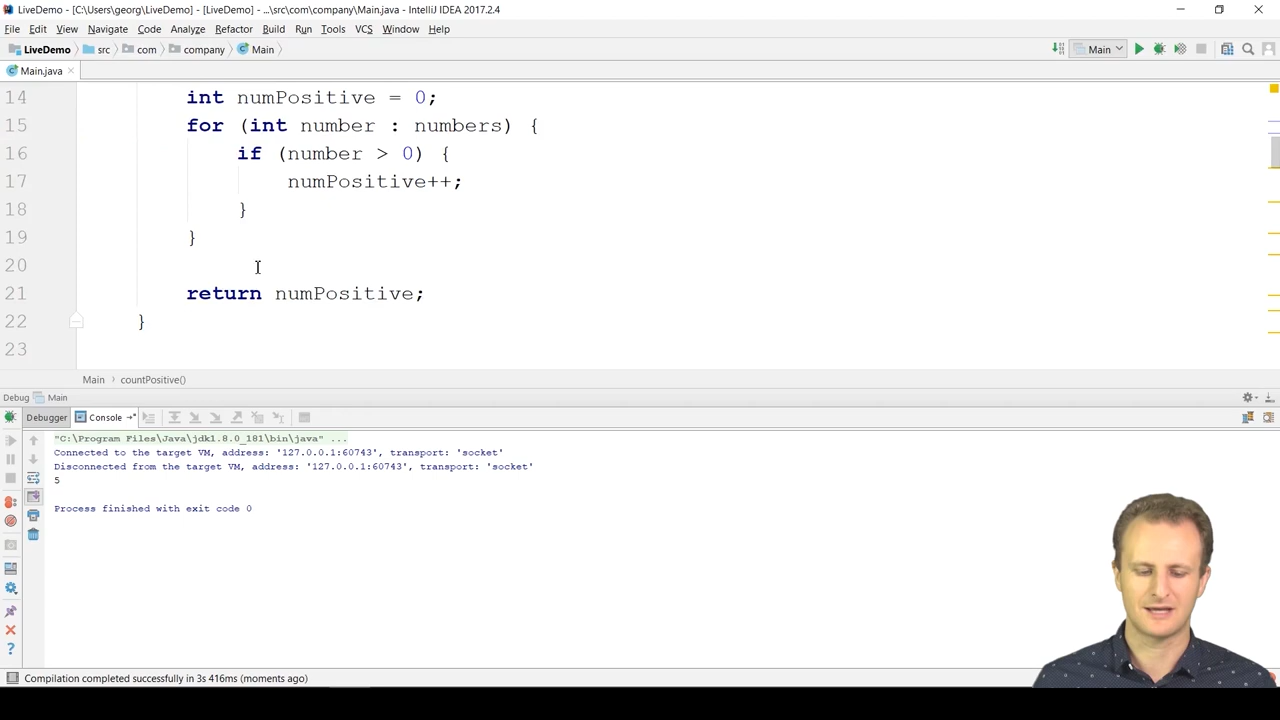 LiveDemo - [C:\Users\georg\LiveDemo] - [LiveDemo] - ...\src\com\company\Main.java - IntelliJ IDEA 2017.2.4
File Edit View Navigate Code Analyze Refactor Build Run Tools VCS Window Help
LiveDemo src com company Main Main
Main.java
14 int numPositive = 0;
15 for (int number : numbers) {
16 if (number > 0) {
17 numPositive++;
18 }
19 }
20
21 return numPositive;
22 }
23
Main › countPositive()
Debug Main
Debugger Console
"C:\Program Files\Java\jdk1.8.0_181\bin\java" ...
Connected to the target VM, address: '127.0.0.1:60743', transport: 'socket'
Disconnected from the target VM, address: '127.0.0.1:60743', transport: 'socket'
5
Process finished with exit code 0
Compilation completed successfully in 3s 416ms (moments ago)